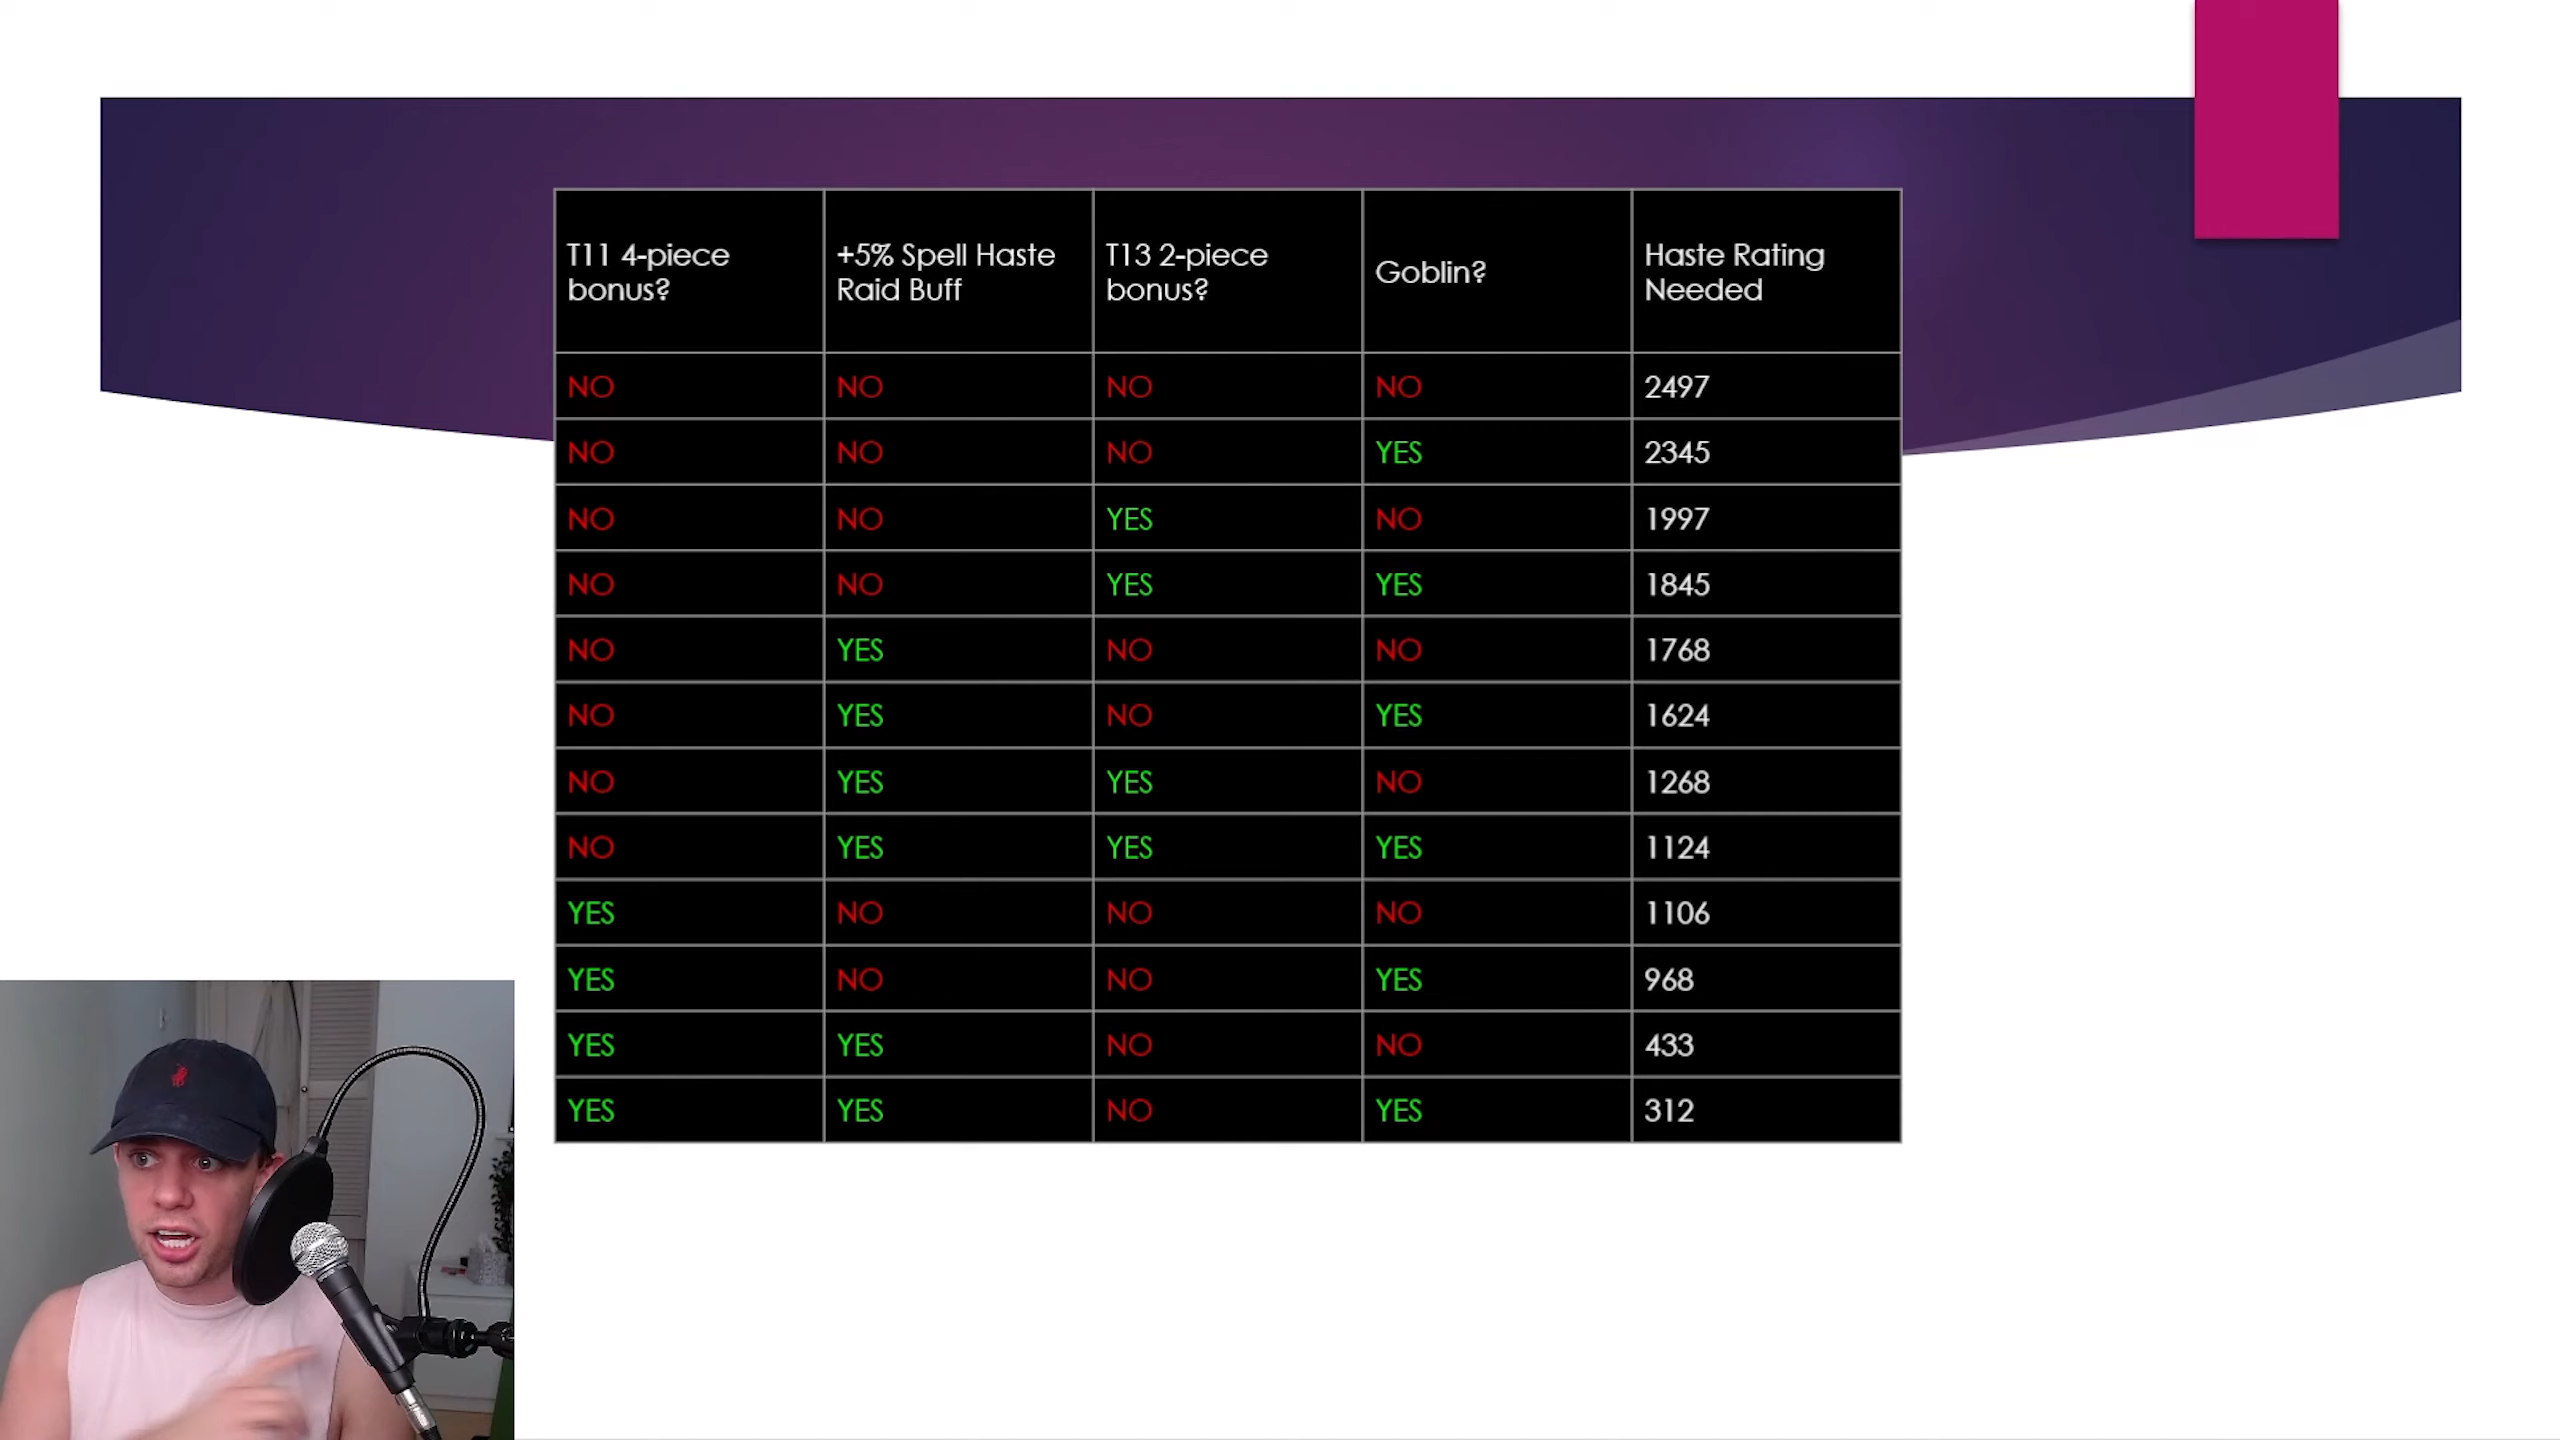 T11 4-piece bonus? +5% Spell Haste Raid Buff T13 2-piece bonus? Goblin? Haste Rating Needed
NO NO NO NO 2497
NO NO NO YES 2345
NO NO YES NO 1997
NO NO YES YES 1845
NO YES NO NO 1768
NO YES NO YES 1624
NO YES YES NO 1268
NO YES YES YES 1124
YES NO NO NO 1106
YES NO NO YES 968
YES YES NO NO 433
YES YES NO YES 312